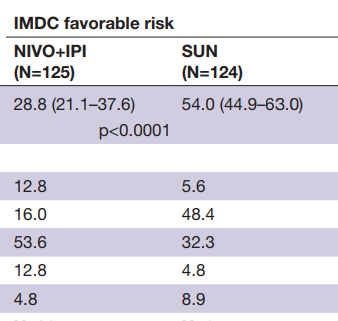 IMDC favorable risk
NIVO+IPI SUN
(N=125) (N=124)
28.8 (21.1–37.6) 54.0 (44.9–63.0)
p<0.0001
12.8 5.6
16.0 48.4
53.6 32.3
12.8 4.8
4.8 8.9